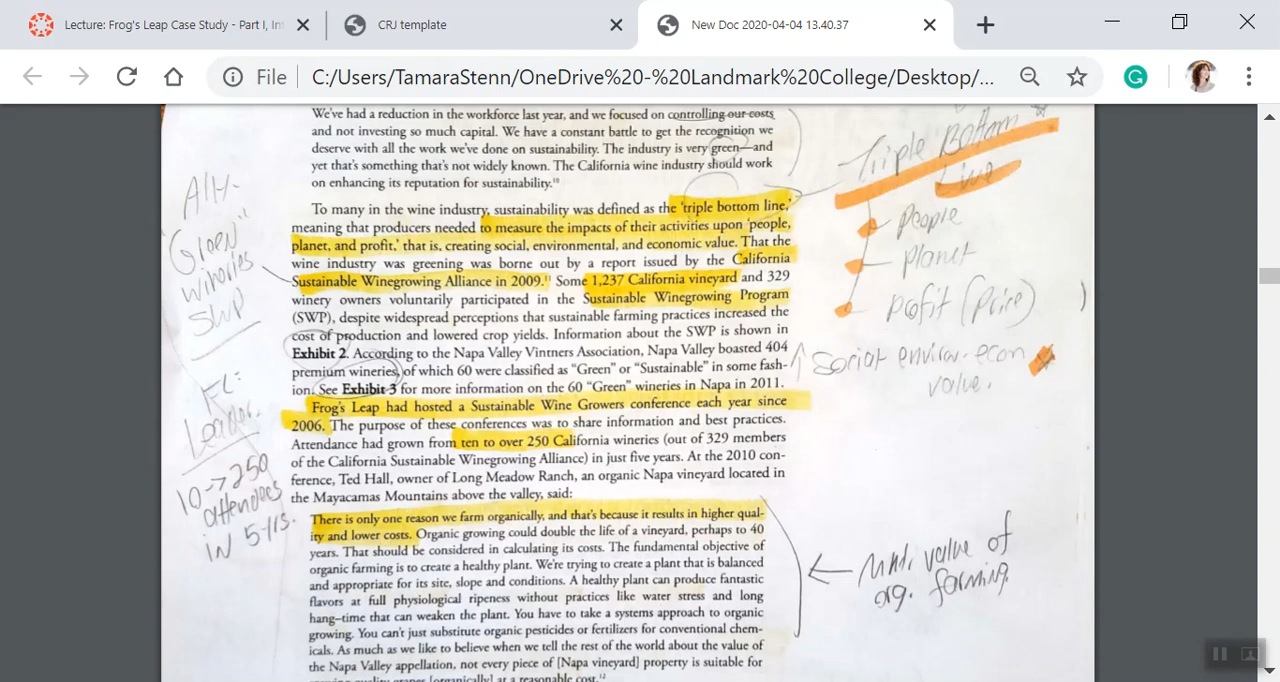 Lecture: Frog's Leap Case Study - Part I, In
CRJ template
New Doc 2020-04-04 13.40.37
File
C:/Users/TamaraStenn/OneDrive%20-%20Landmark%20College/Desktop/...
We've had a reduction in the workforce last year, and we focused on controlling our costs
and not investing so much capital. We have a constant battle to get the recognition we
deserve with all the work we've done on sustainability. The industry is very green—and
yet that's something that's not widely known. The California wine industry should work
on enhancing its reputation for sustainability.10
To many in the wine industry, sustainability was defined as the 'triple bottom line,'
meaning that producers needed to measure the impacts of their activities upon 'people,
planet, and profit,' that is, creating social, environmental, and economic value. That the
wine industry was greening was borne out by a report issued by the California
Sustainable Winegrowing Alliance in 2009.11 Some 1,237 California vineyard and 329
winery owners voluntarily participated in the Sustainable Winegrowing Program
(SWP), despite widespread perceptions that sustainable farming practices increased the
cost of production and lowered crop yields. Information about the SWP is shown in
Exhibit 2. According to the Napa Valley Vintners Association, Napa Valley boasted 404
premium wineries, of which 60 were classified as "Green" or "Sustainable" in some fash-
ion. See Exhibit 3 for more information on the 60 "Green" wineries in Napa in 2011.
Frog's Leap had hosted a Sustainable Wine Growers conference each year since
2006. The purpose of these conferences was to share information and best practices.
Attendance had grown from ten to over 250 California wineries (out of 329 members
of the California Sustainable Winegrowing Alliance) in just five years. At the 2010 con-
ference, Ted Hall, owner of Long Meadow Ranch, an organic Napa vineyard located in
the Mayacamas Mountains above the valley, said:
There is only one reason we farm organically, and that's because it results in higher qual-
ity and lower costs. Organic growing could double the life of a vineyard, perhaps to 40
years. That should be considered in calculating its costs. The fundamental objective of
organic farming is to create a healthy plant. We're trying to create a plant that is balanced
and appropriate for its site, slope and conditions. A healthy plant can produce fantastic
flavors at full physiological ripeness without practices like water stress and long
hang-time that can weaken the plant. You have to take a systems approach to organic
growing. You can't just substitute organic pesticides or fertilizers for conventional chem-
icals. As much as we like to believe when we tell the rest of the world about the value of
the Napa Valley appellation, not every piece of [Napa vineyard] property is suitable for
[organically] at a reasonable cost.12
"Green"
wineries
SWP
FL:
Leader.
10→250
attendees
in 5 yrs.
Triple Bottom
Line
People
Planet
Profit (Price)
Social environ. econ
value.
value of
org. farming.